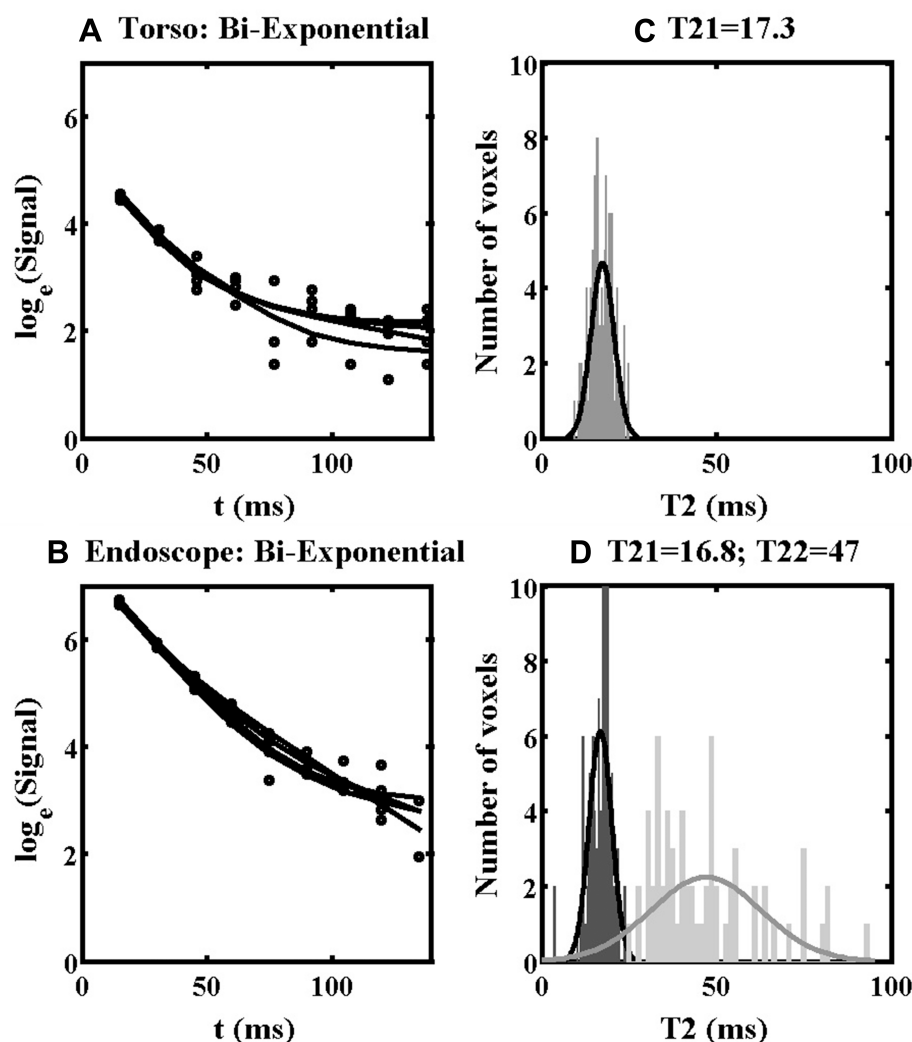 A Torso: Bi-Exponential
6
4
2
0
0 50 100
log_e(Signal)
t (ms)
C T21=17.3
10
8
6
4
2
0
0 50 100
Number of voxels
T2 (ms)
B Endoscope: Bi-Exponential
6
4
2
0
0 50 100
log_e(Signal)
t (ms)
D T21=16.8; T22=47
10
8
6
4
2
0
0 50 100
Number of voxels
T2 (ms)